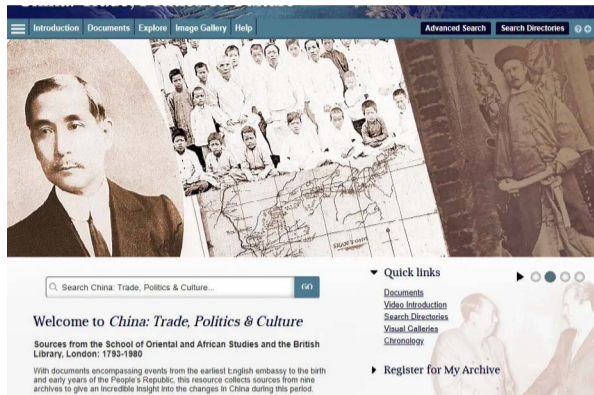 Introduction Documents Explore Image Gallery Help
Advanced Search Search Directories
SHAN TUNG
Search China: Trade, Politics & Culture...
GO
Welcome to China: Trade, Politics & Culture
Sources from the School of Oriental and African Studies and the British
Library, London: 1793-1980
With documents encompassing events from the earliest English embassy to the birth
and early years of the People's Republic, this resource collects sources from nine
archives to give an incredible insight into the changes in China during this period.
Quick links
Documents
Video Introduction
Search Directories
Visual Galleries
Chronology
Register for My Archive